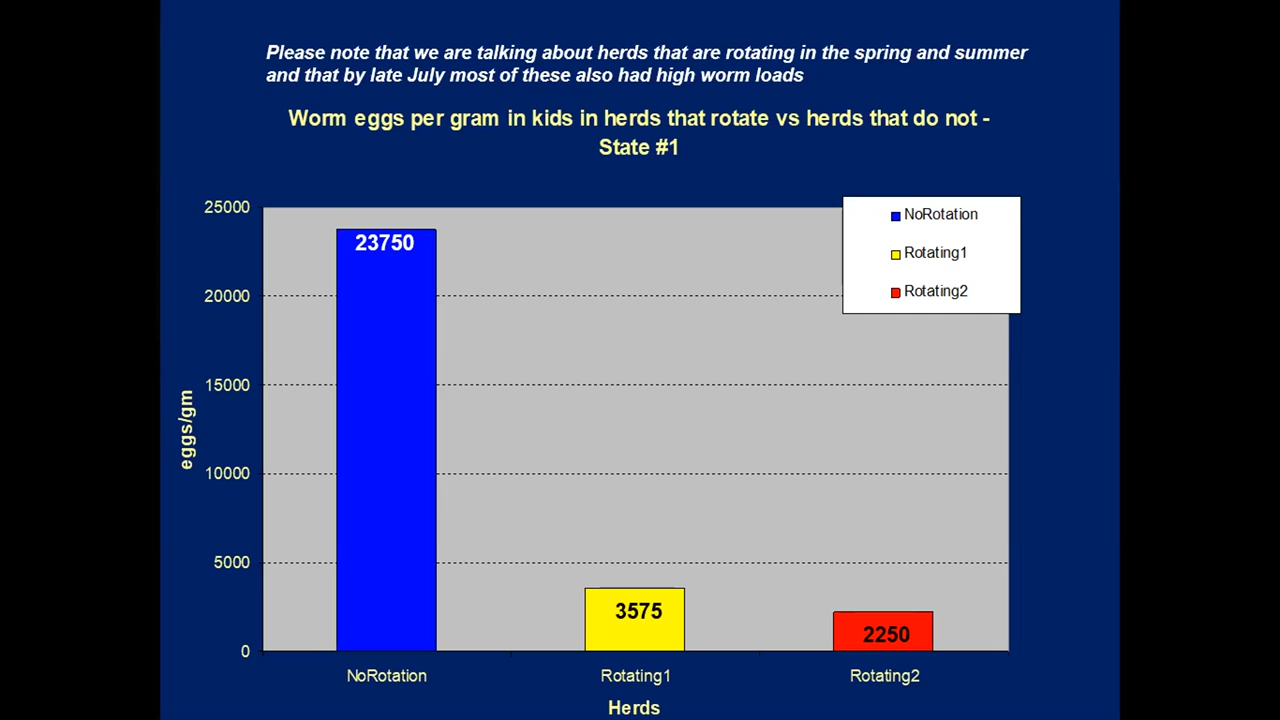 Please note that we are talking about herds that are rotating in the spring and summer
and that by late July most of these also had high worm loads
Worm eggs per gram in kids in herds that rotate vs herds that do not -
State #1
25000
20000
15000
10000
5000
0
eggs/gm
23750
3575
2250
NoRotation
Rotating1
Rotating2
NoRotation
Rotating1
Rotating2
Herds